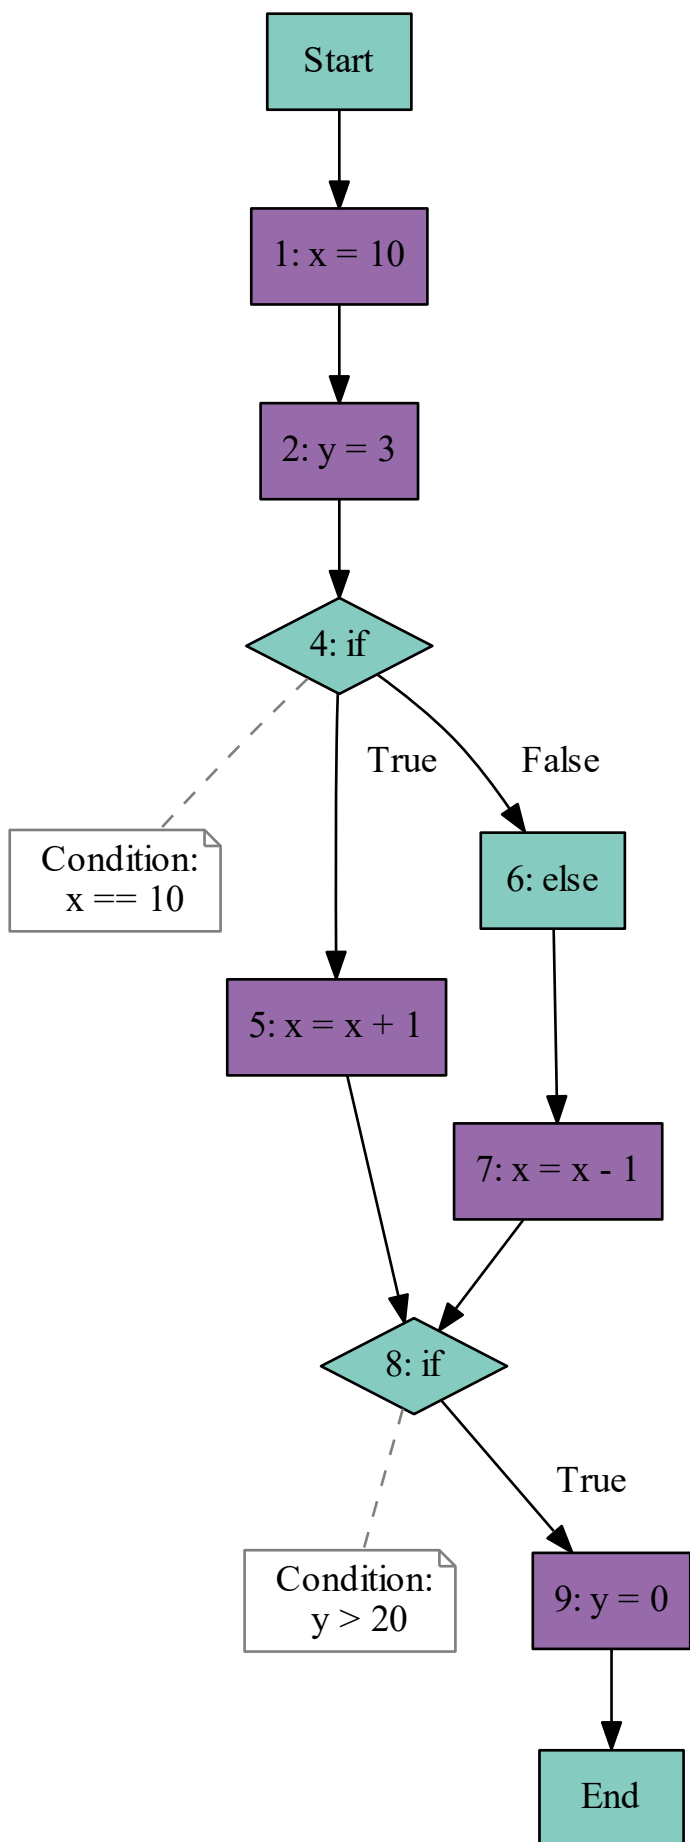 Start
1: x = 10
2: y = 3
4: if
True
False
Condition:
x == 10
6: else
5: x = x + 1
7: x = x - 1
8: if
True
Condition:
y > 20
9: y = 0
End